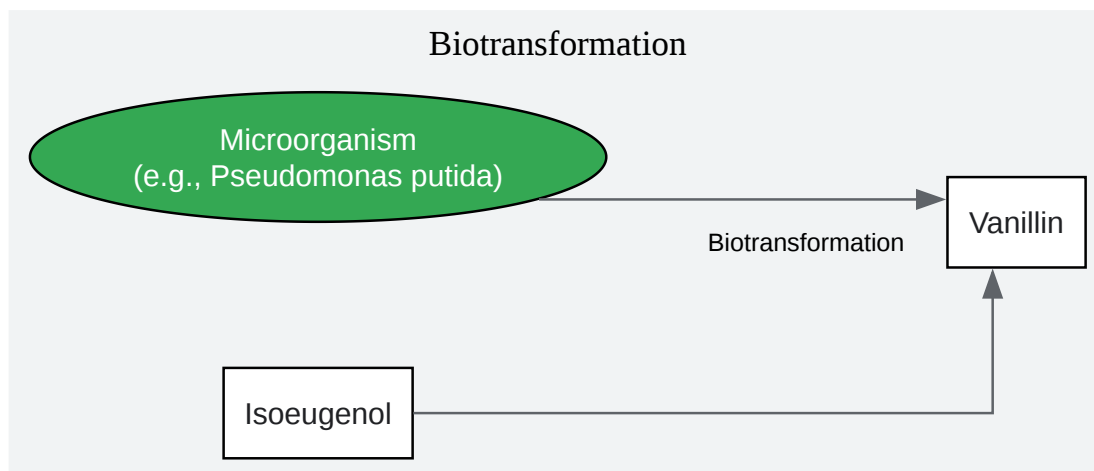 Biotransformation
Microorganism
(e.g., Pseudomonas putida)
Vanillin
Biotransformation
Isoeugenol